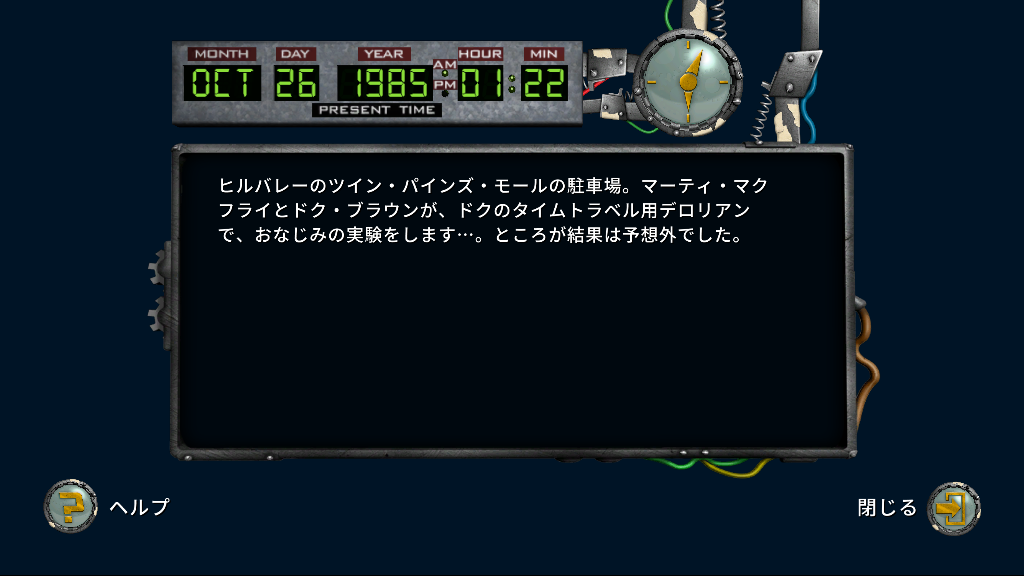 MONTH DAY YEAR HOUR MIN
AM
OCT 26 1985 01:22
PM
PRESENT TIME
ヒルバレーのツイン・パインズ・モールの駐車場。マーティ・マク
フライとドク・ブラウンが、ドクのタイムトラベル用デロリアン
で、おなじみの実験をします…。ところが結果は予想外でした。
? ヘルプ
閉じる